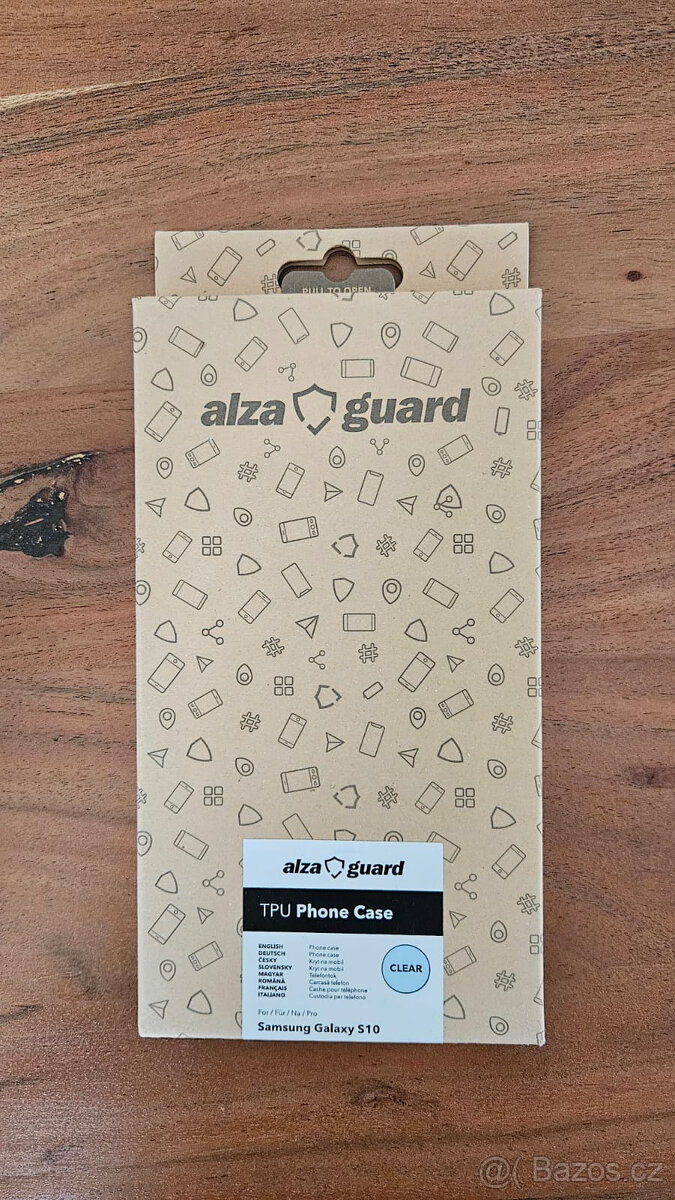 PULL TO OPEN
alza guard
alza guard
TPU Phone Case
ENGLISH Phone case
DEUTSCH Phone case
ČESKY Kryt na mobil
SLOVENSKY Kryt na mobil
MAGYAR Telefontok
ROMÂNĂ Carcasă telefon
FRANÇAIS Cache pour téléphone
ITALIANO Custodia per telefono
CLEAR
For / Für / Na / Pro
Samsung Galaxy S10
@( Bazos.cz